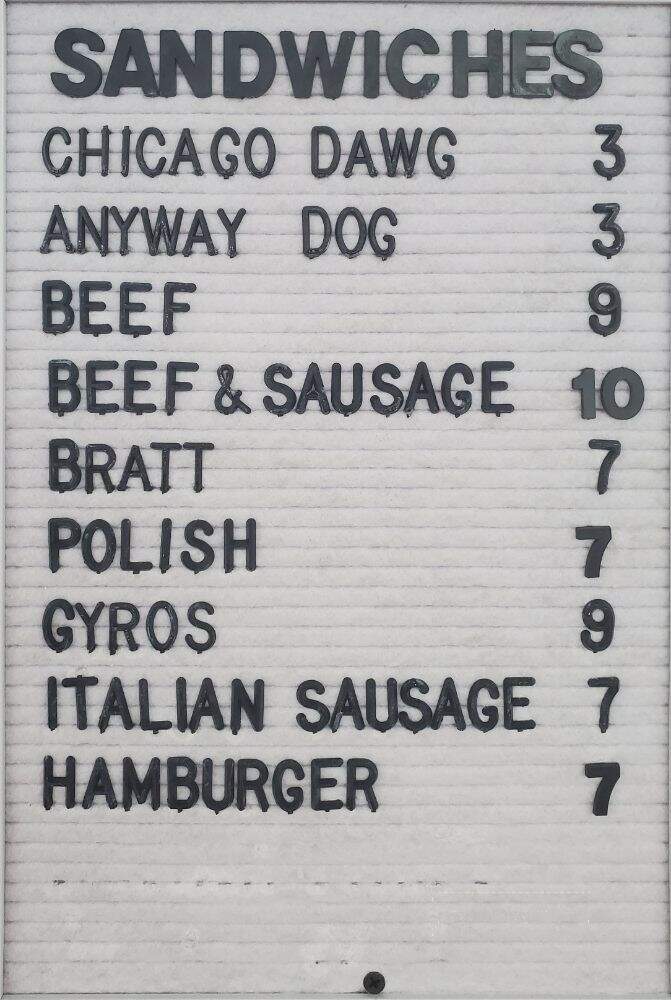 SANDWICHES
CHICAGO DAWG 3
ANYWAY DOG 3
BEEF 9
BEEF & SAUSAGE 10
BRATT 7
POLISH 7
GYROS 9
ITALIAN SAUSAGE 7
HAMBURGER 7